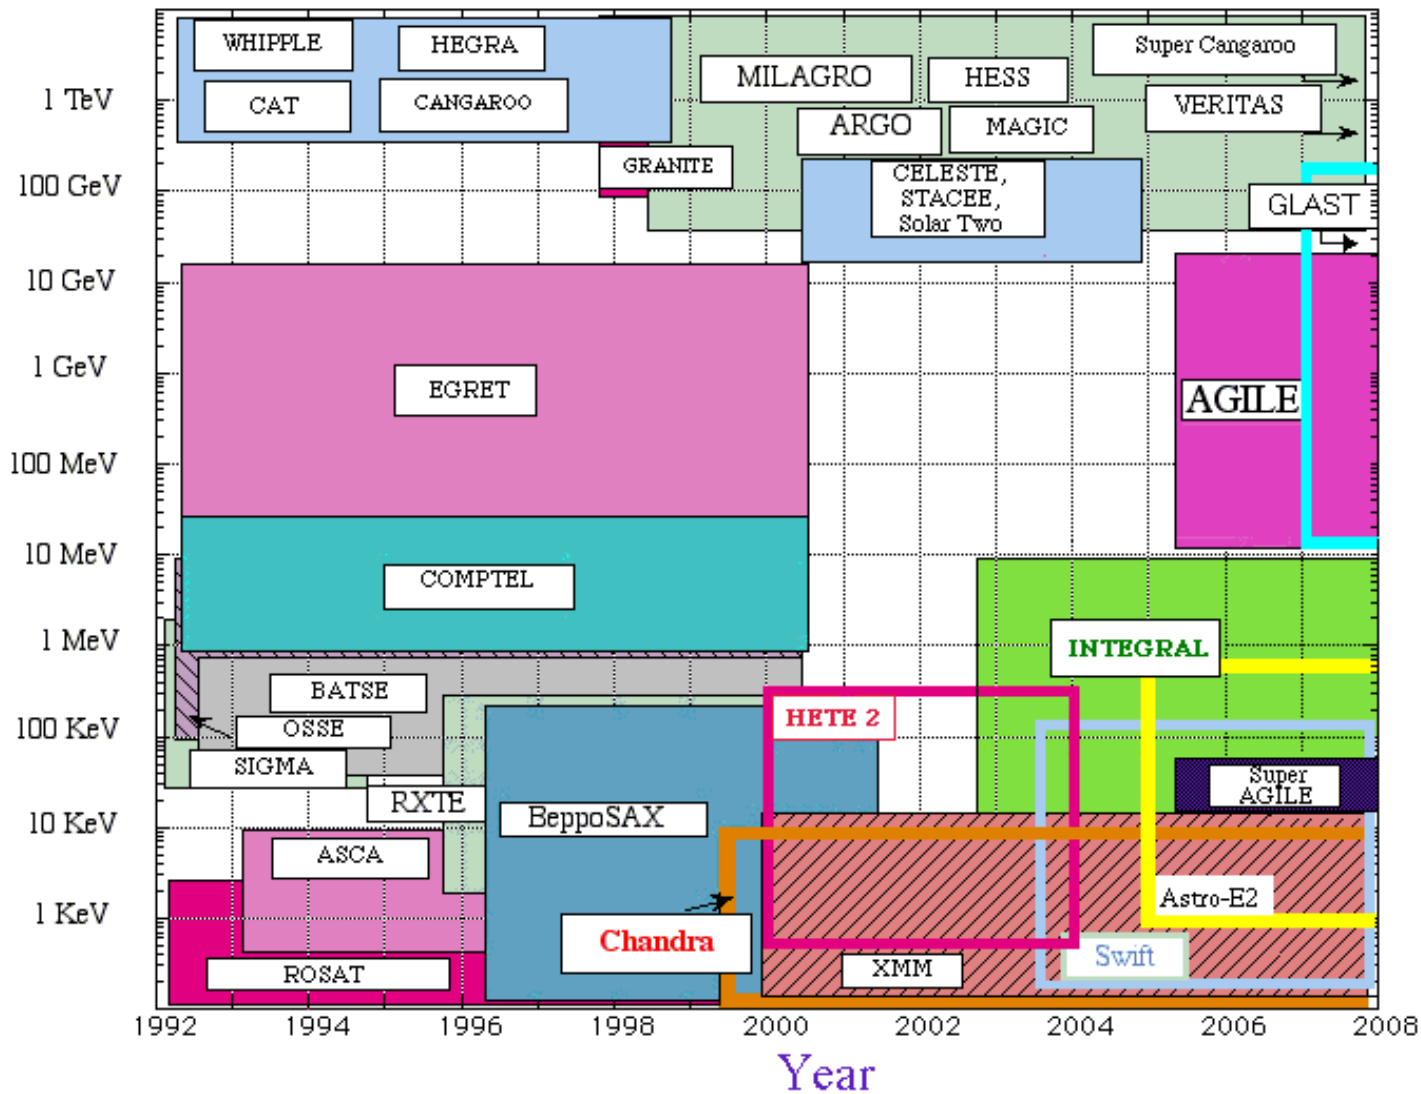 WHIPPLE
HEGRA
Super Cangaroo
CAT
CANGAROO
MILAGRO
HESS
VERITAS
1 TeV
ARGO
MAGIC
GRANITE
CELESTE,
STACEE,
Solar Two
100 GeV
GLAST
10 GeV
1 GeV
EGRET
AGILE
100 MeV
10 MeV
COMPTEL
1 MeV
INTEGRAL
BATSE
HETE 2
OSSE
100 KeV
SIGMA
Super
AGILE
RXTE
BeppoSAX
10 KeV
ASCA
Astro-E2
1 KeV
Chandra
Swift
ROSAT
XMM
1992 1994 1996 1998 2000 2002 2004 2006 2008
Year